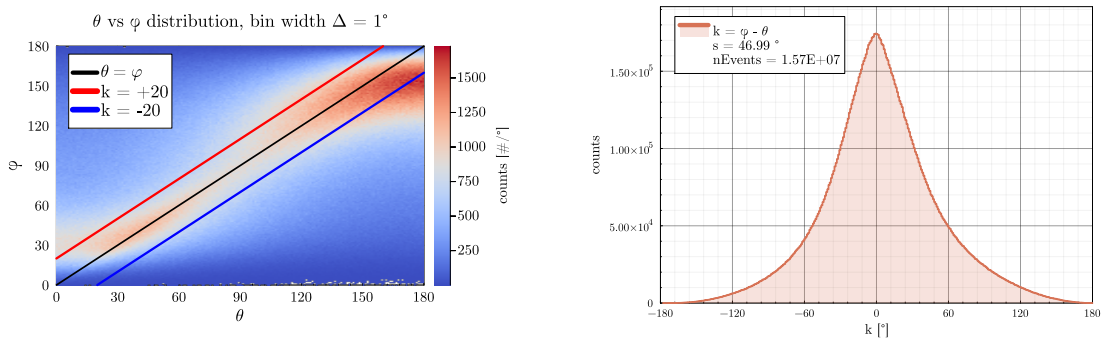 θ vs φ distribution, bin width Δ = 1°
180
150
120
90
60
30
0
φ
θ = φ
k = +20
k = -20
0
30
60
90
120
150
180
θ
1500
1250
1000
750
500
250
counts [#/°]
k = φ - θ
s = 46.99 °
nEvents = 1.57E+07
1.50×10⁵
1.00×10⁵
5.00×10⁴
0
counts
−180
−120
−60
0
60
120
180
k [°]